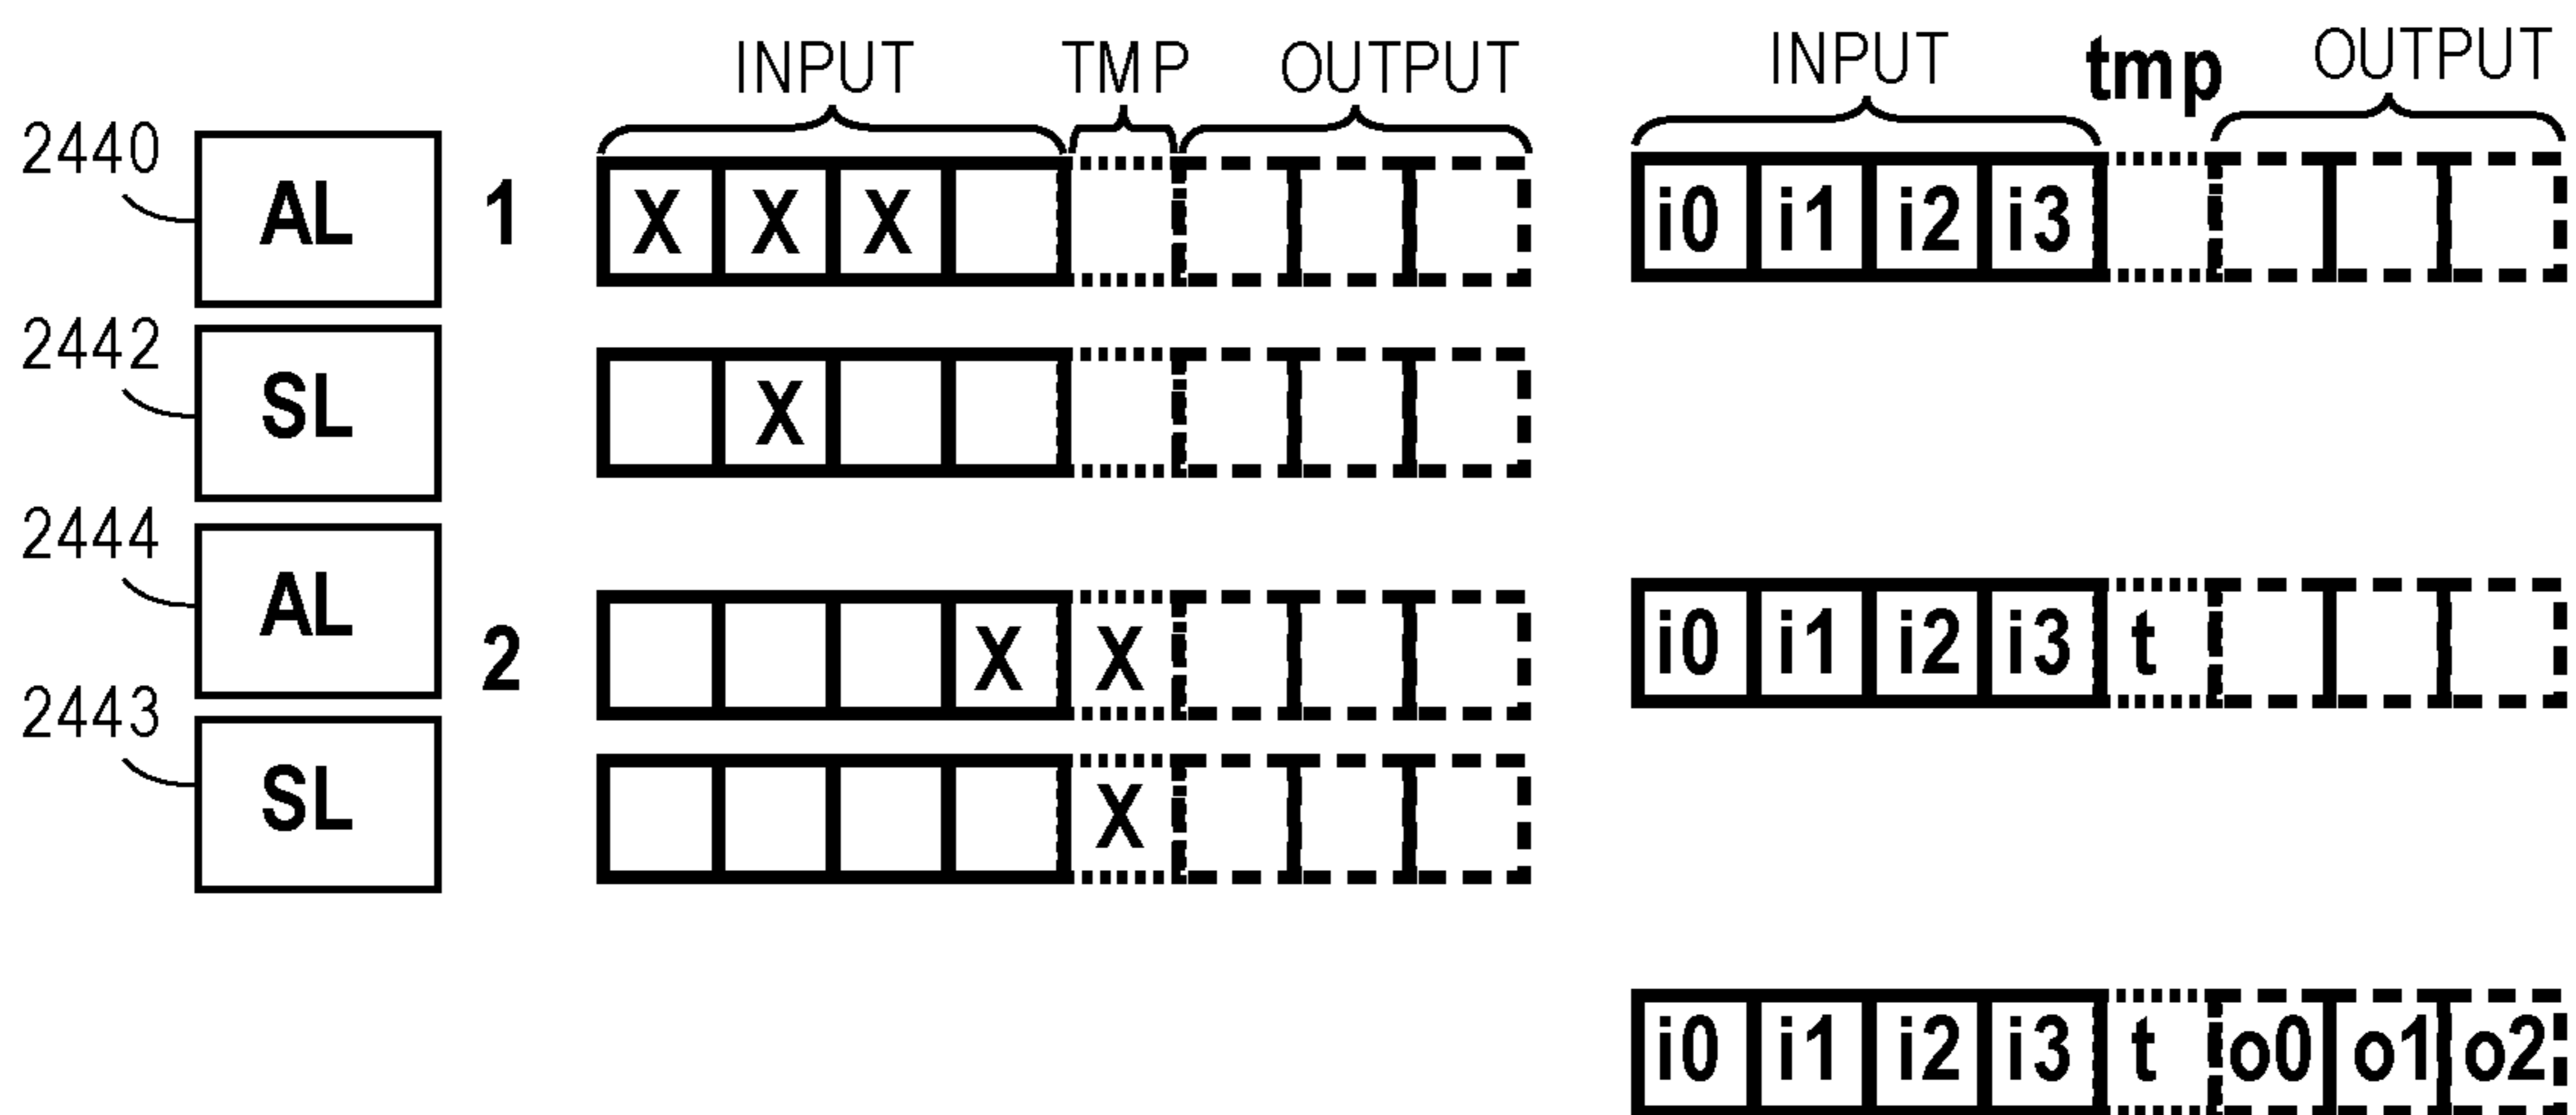 INPUT TMP OUTPUT INPUT tmp OUTPUT
2440 AL 1 X X X i0 i1 i2 i3
2442 SL X
2444 AL 2 X X i0 i1 i2 i3 t
2443 SL X
i0 i1 i2 i3 t o0 o1 o2